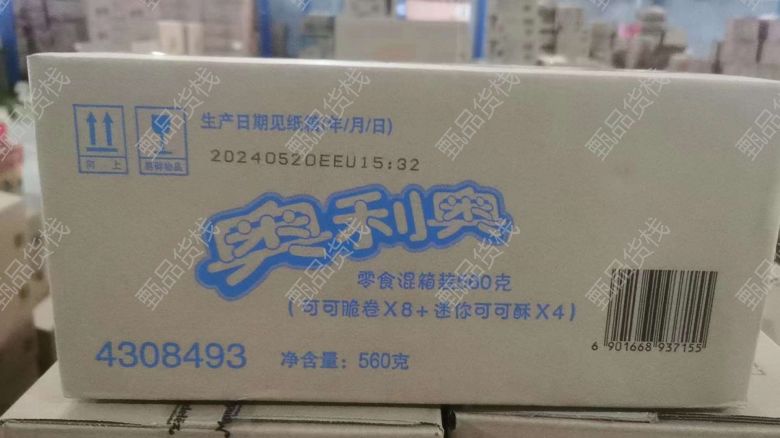 向 上
易碎物品
生产日期见纸箱(年/月/日)
20240520EEU15:32
奥利奥
零食混箱装560克
(可可脆卷X8+迷你可可酥X4)
4308493
净含量: 560克
6 901668 937155
甄品货栈